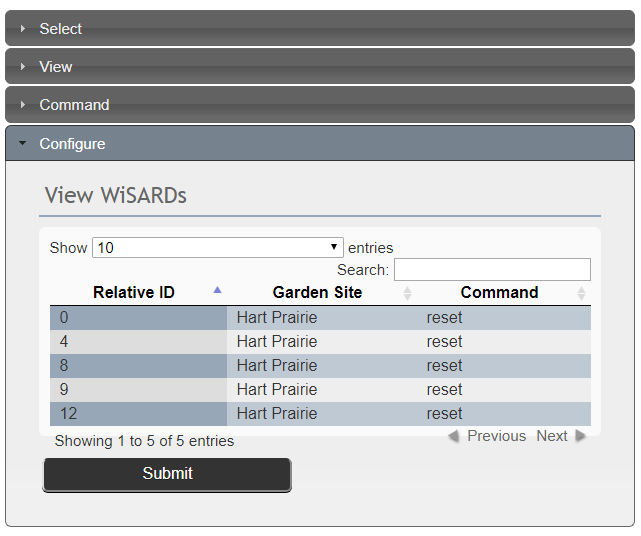 Select
View
Command
Configure
View WiSARDs
Show 10 entries
Search:
Relative ID Garden Site Command
0 Hart Prairie reset
4 Hart Prairie reset
8 Hart Prairie reset
9 Hart Prairie reset
12 Hart Prairie reset
Showing 1 to 5 of 5 entries Previous Next
Submit